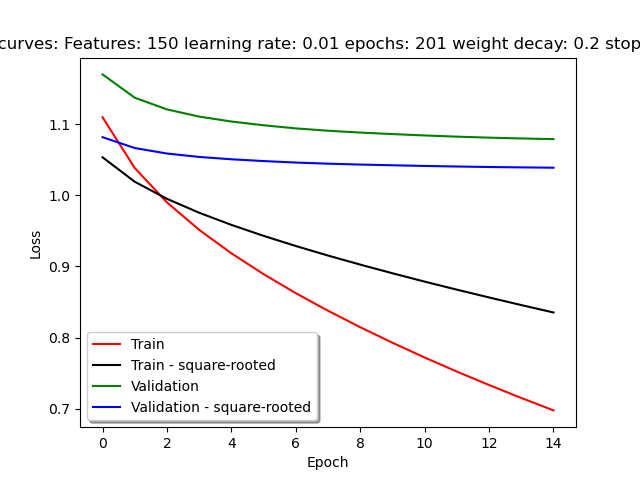 curves: Features: 150 learning rate: 0.01 epochs: 201 weight decay: 0.2 stop
1.1
1.0
0.9
0.8
0.7
Loss
Train
Train - square-rooted
Validation
Validation - square-rooted
0 2 4 6 8 10 12 14
Epoch